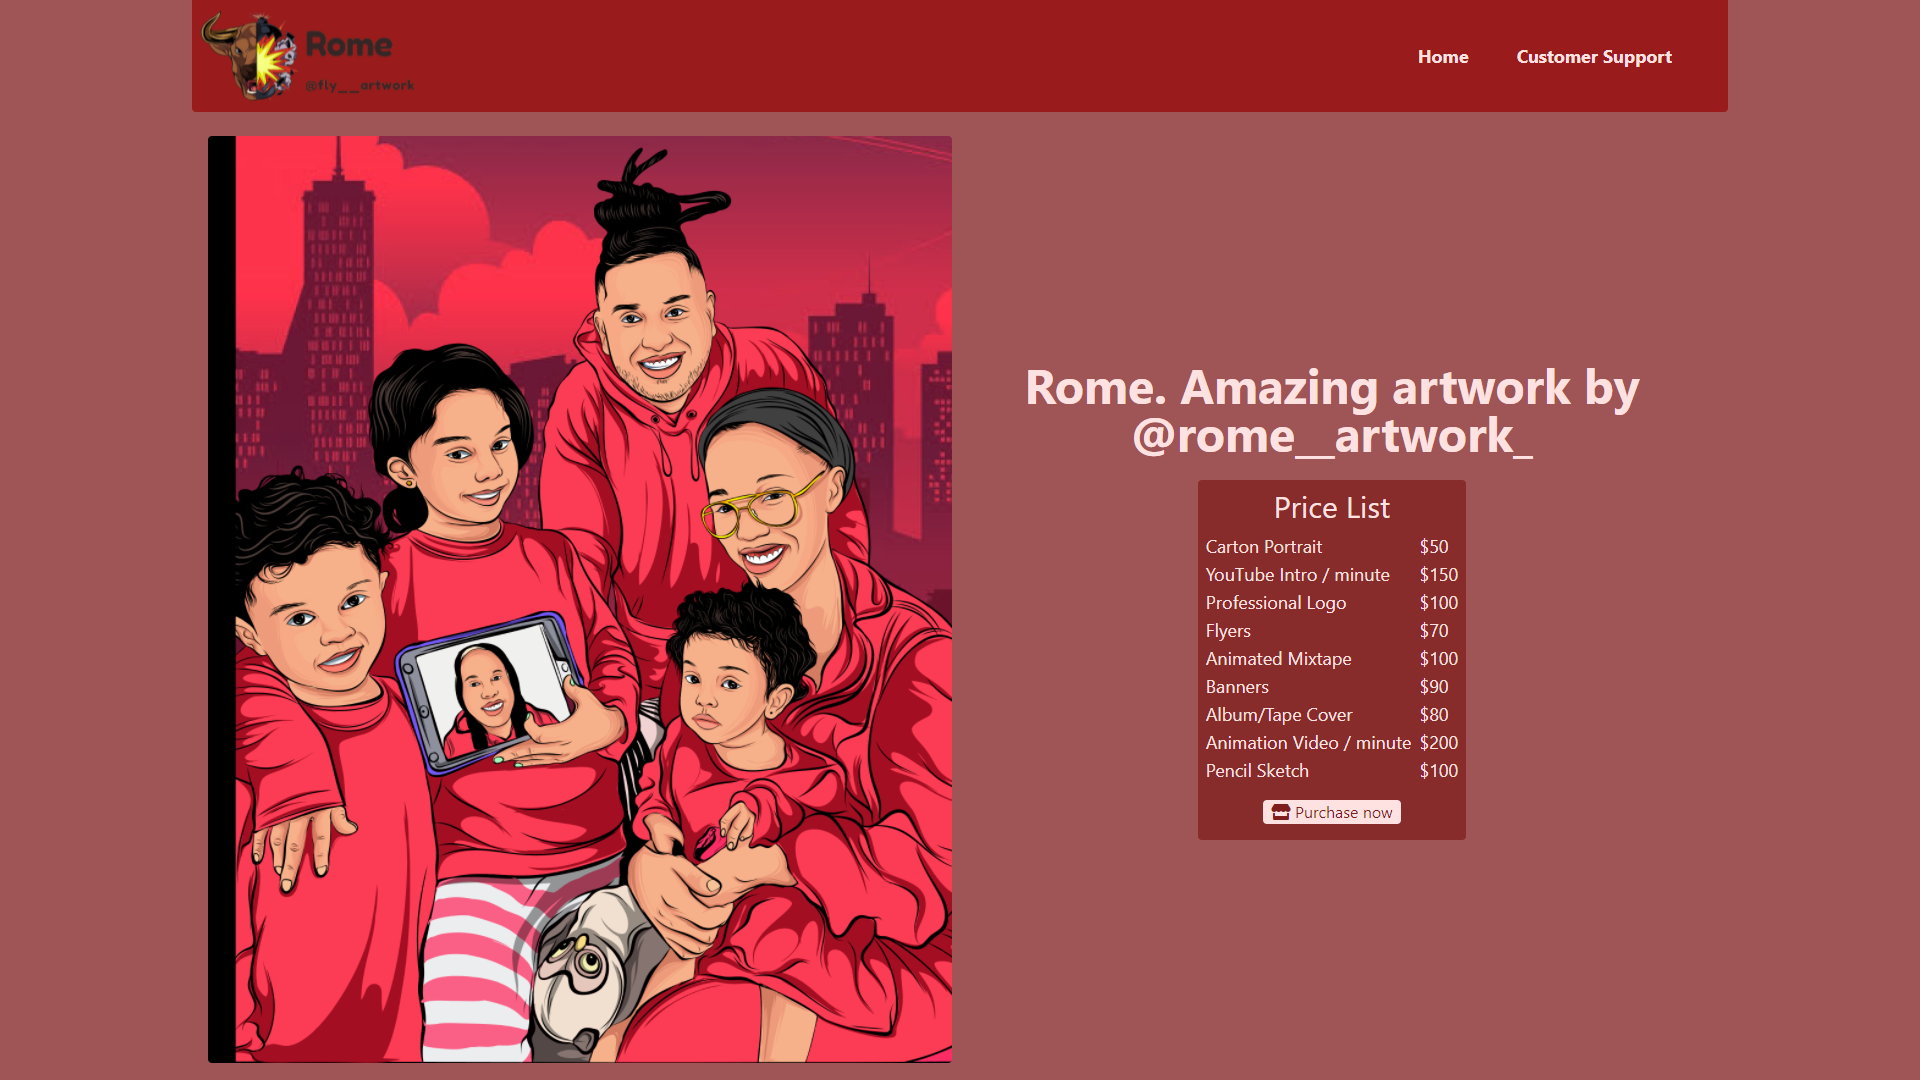 Rome
@fly__artwork
Home
Customer Support
Rome. Amazing artwork by
@rome__artwork_
Price List
Carton Portrait $50
YouTube Intro / minute $150
Professional Logo $100
Flyers $70
Animated Mixtape $100
Banners $90
Album/Tape Cover $80
Animation Video / minute $200
Pencil Sketch $100
Purchase now